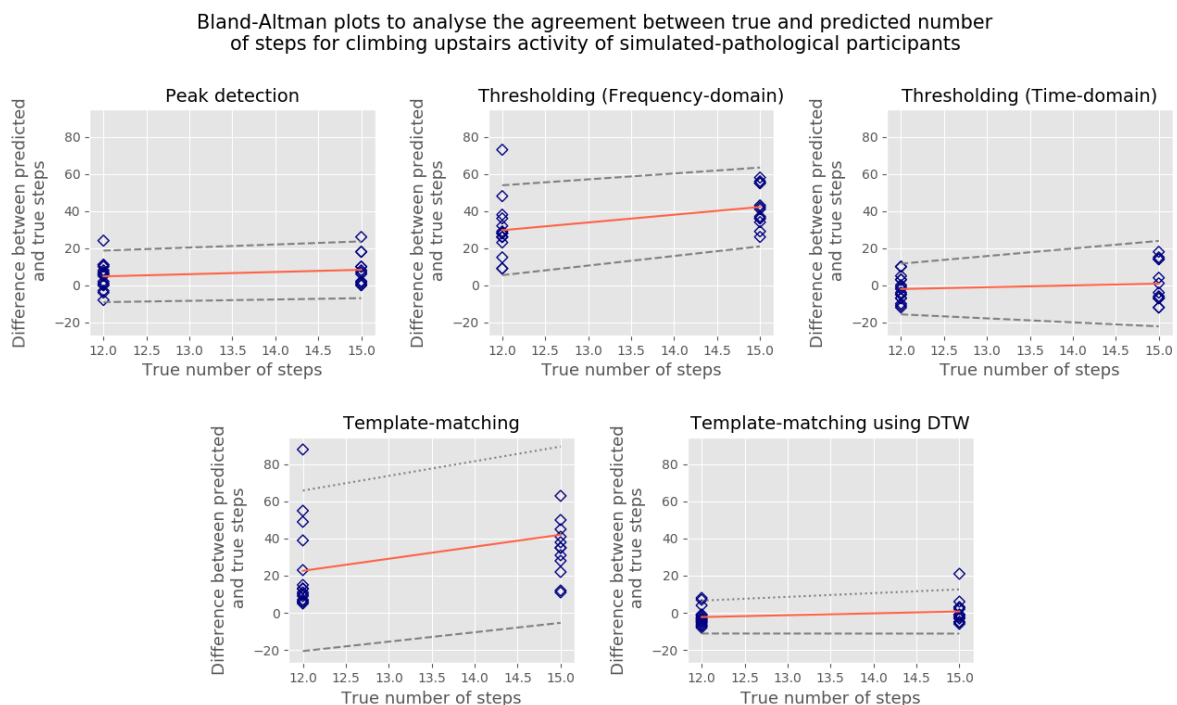 Bland-Altman plots to analyse the agreement between true and predicted number
of steps for climbing upstairs activity of simulated-pathological participants
Peak detection
Difference between predicted
and true steps
80
60
40
20
0
−20
12.0 12.5 13.0 13.5 14.0 14.5 15.0
True number of steps
Thresholding (Frequency-domain)
Difference between predicted
and true steps
80
60
40
20
0
−20
12.0 12.5 13.0 13.5 14.0 14.5 15.0
True number of steps
Thresholding (Time-domain)
Difference between predicted
and true steps
80
60
40
20
0
−20
12.0 12.5 13.0 13.5 14.0 14.5 15.0
True number of steps
Template-matching
Difference between predicted
and true steps
80
60
40
20
0
−20
12.0 12.5 13.0 13.5 14.0 14.5 15.0
True number of steps
Template-matching using DTW
Difference between predicted
and true steps
80
60
40
20
0
−20
12.0 12.5 13.0 13.5 14.0 14.5 15.0
True number of steps